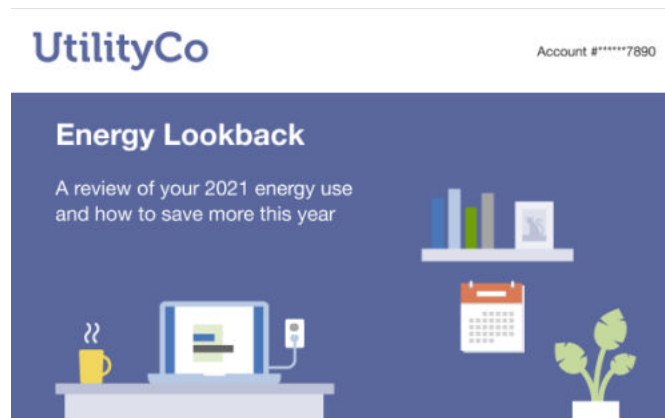 UtilityCo
Account #******7890
Energy Lookback
A review of your 2021 energy use
and how to save more this year